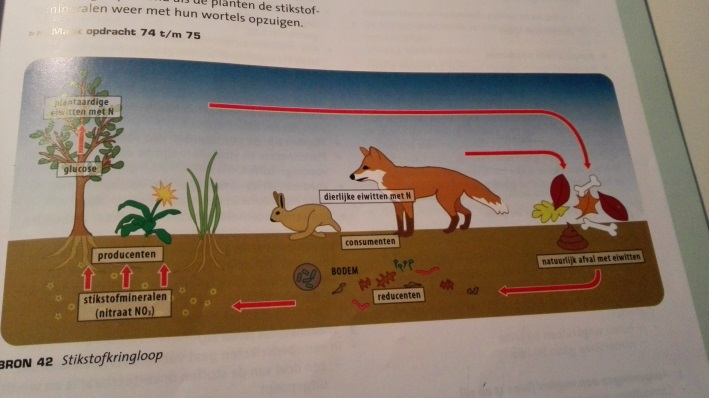 als de planten de stikstof-
mineralen weer met hun wortels opzuigen.
>> Maak opdracht 74 t/m 75
plantaardige
eiwitten met N
glucose
dierlijke eiwitten met N
consumenten
producenten
natuurlijk afval met eiwitten
BODEM
reducenten
stikstofmineralen
(nitraat NO₃)
BRON 42 Stikstofkringloop